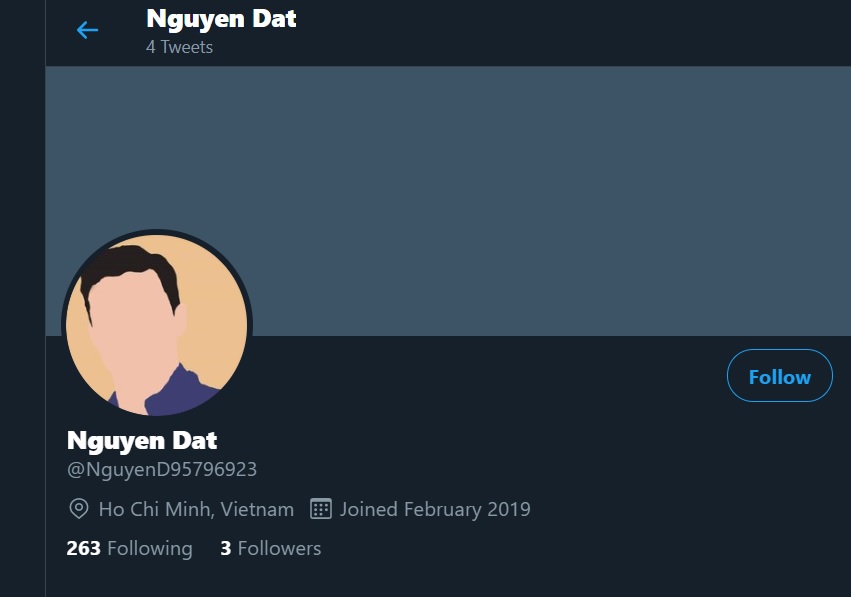 Nguyen Dat
4 Tweets
Follow
Nguyen Dat
@NguyenD95796923
Ho Chi Minh, Vietnam Joined February 2019
263 Following 3 Followers